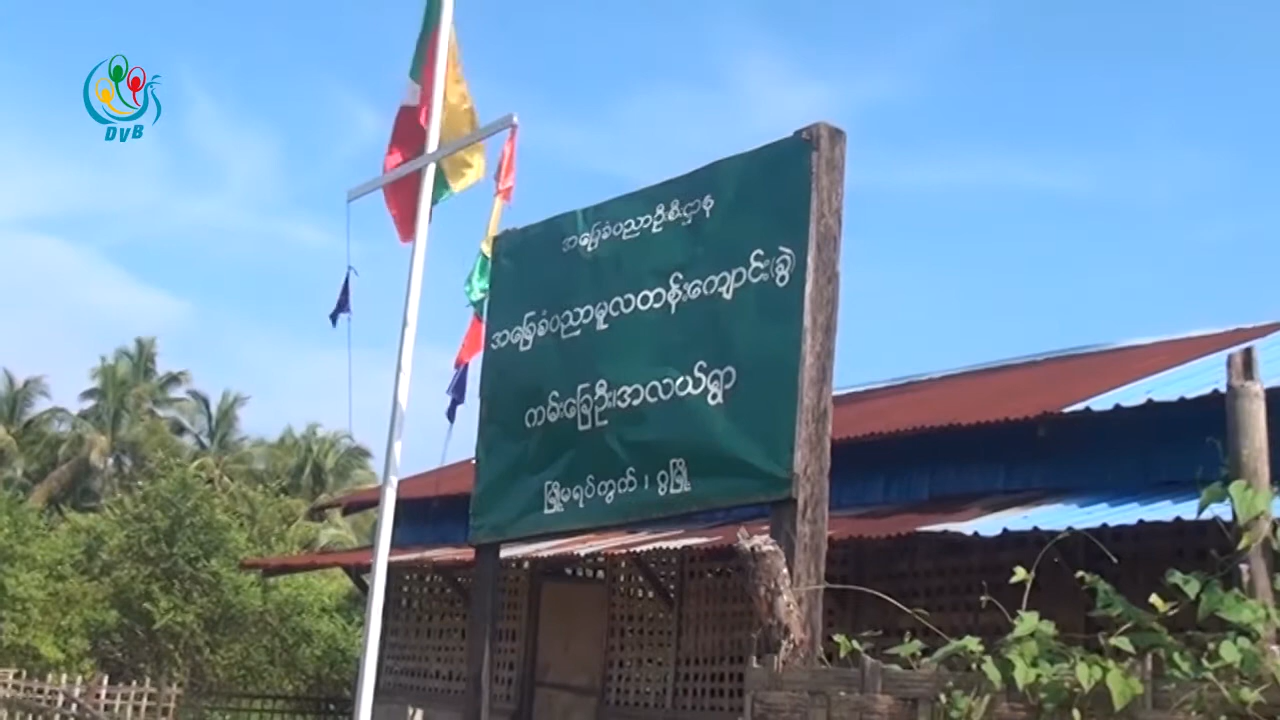 DVB
အခြေခံပညာဦးစီးဌာန
အခြေခံပညာမူလတန်းကျောင်း(ခွဲ)
ကမ်းခြေဦး၊အလယ်ရွာ
မြို့မရပ်ကွက် ၊ ဂွမြို့